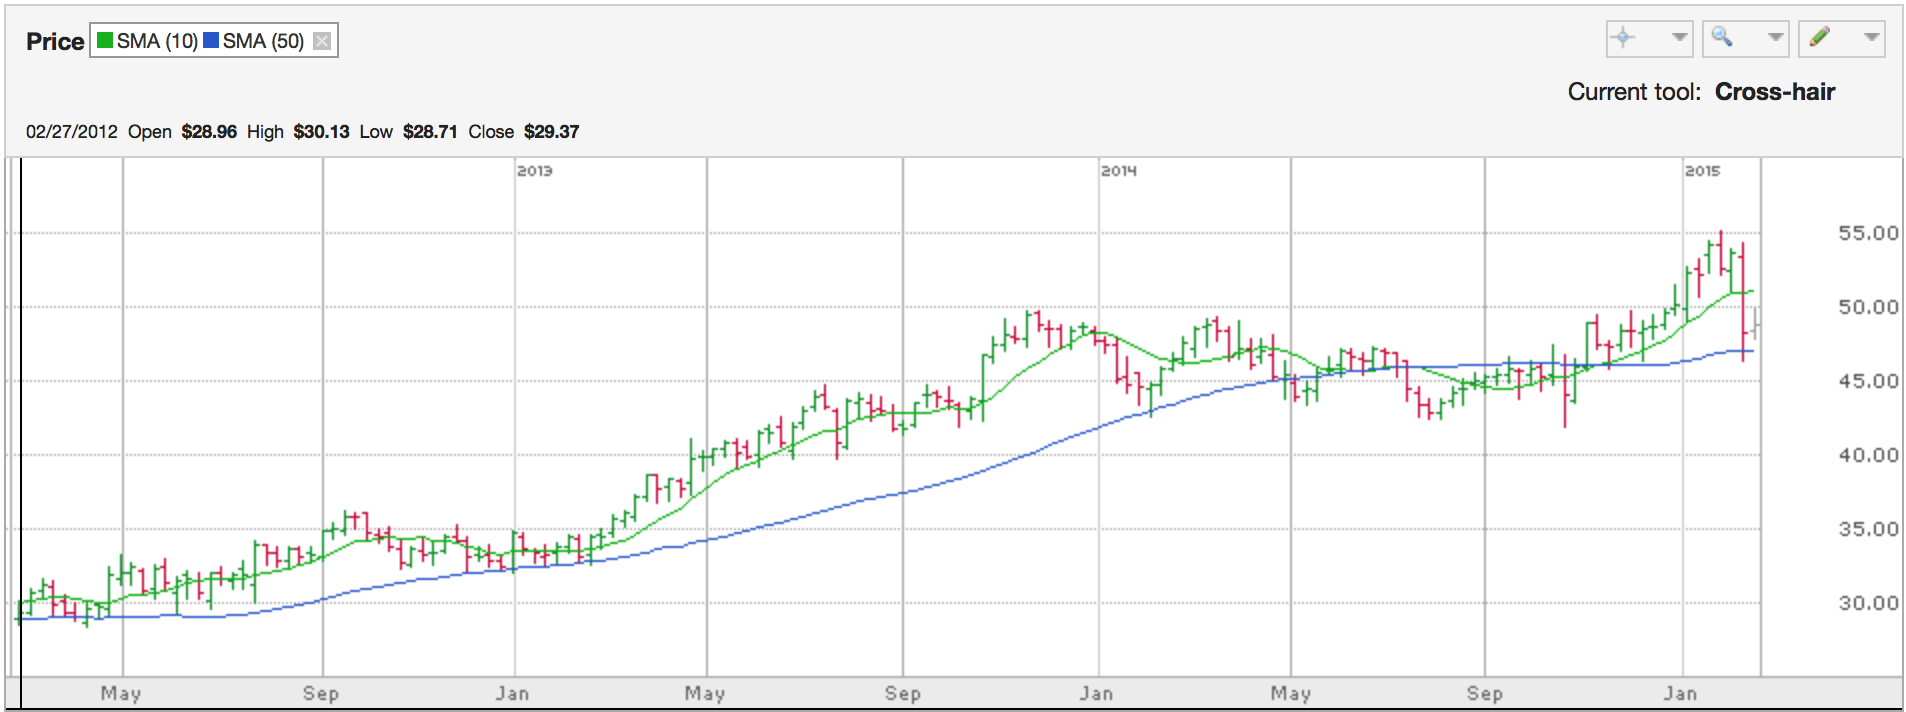 Price SMA (10) SMA (50)
Current tool: Cross-hair
02/27/2012 Open $28.96 High $30.13 Low $28.71 Close $29.37
2013 2014 2015
55.00
50.00
45.00
40.00
35.00
30.00
May Sep Jan May Sep Jan May Sep Jan